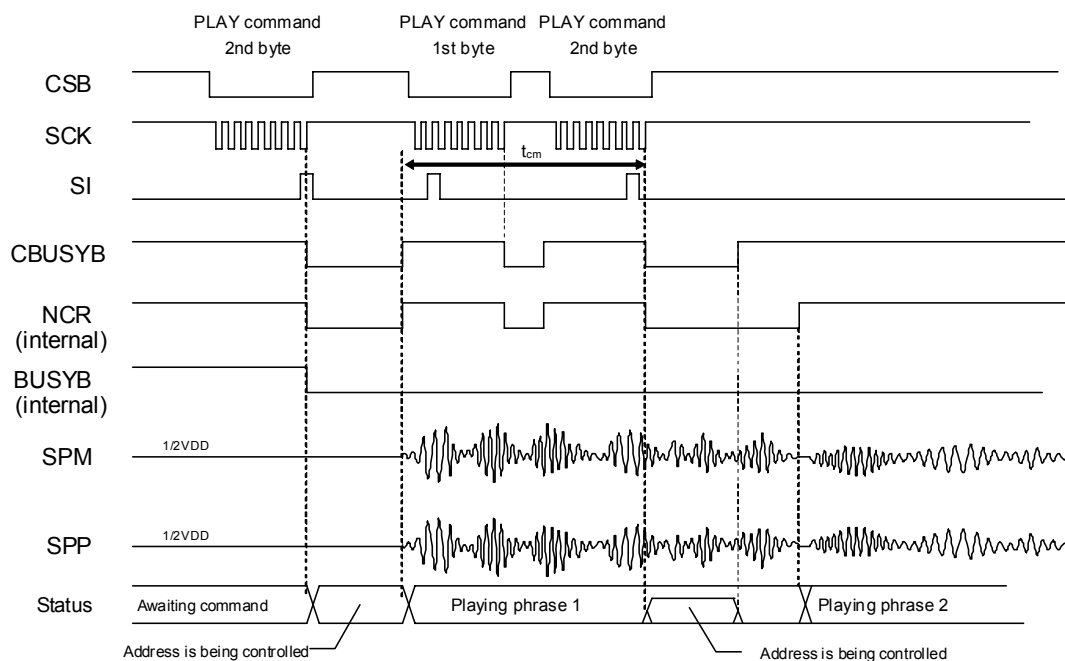 PLAY command
2nd byte
PLAY command
1st byte
PLAY command
2nd byte
CSB
SCK
tcm
SI
CBUSYB
NCR
(internal)
BUSYB
(internal)
SPM
1/2VDD
SPP
1/2VDD
Status
Awaiting command
Playing phrase 1
Playing phrase 2
Address is being controlled
Address is being controlled